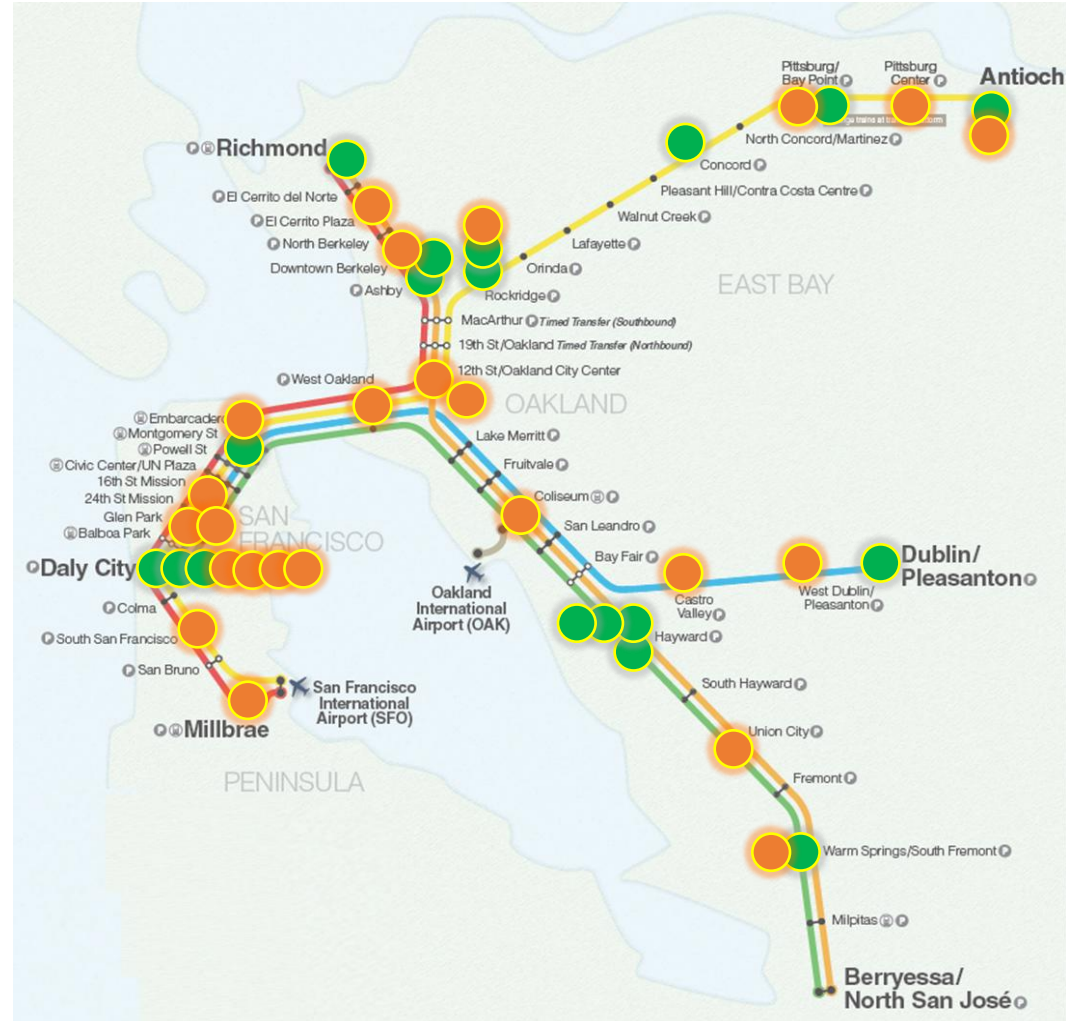 Pittsburg/
Bay Point P
Pittsburg
Center P
Antioch
North Concord/Martinez P
Richmond
Concord P
Pleasant Hill/Contra Costa Centre P
El Cerrito del Norte
El Cerrito Plaza
Walnut Creek P
North Berkeley
Lafayette P
Downtown Berkeley
Orinda P
EAST BAY
Ashby
Rockridge P
MacArthur P Timed Transfer (Southbound)
19th St/Oakland Timed Transfer (Northbound)
12th St/Oakland City Center
West Oakland
OAKLAND
Embarcadero
Montgomery St
Lake Merritt P
Powell St
Civic Center/UN Plaza
Fruitvale P
16th St Mission
24th St Mission
Coliseum P
Glen Park
SAN
FRANCISCO
Balboa Park
San Leandro P
Bay Fair P
Daly City
Dublin/
Pleasanton P
Oakland
International
Airport (OAK)
Castro
Valley P
West Dublin/
Pleasanton P
Colma
South San Francisco
Hayward P
San Bruno
San Francisco
International
Airport (SFO)
South Hayward P
Millbrae
Union City P
PENINSULA
Fremont P
Warm Springs/South Fremont P
Milpitas P
Berryessa/
North San José P